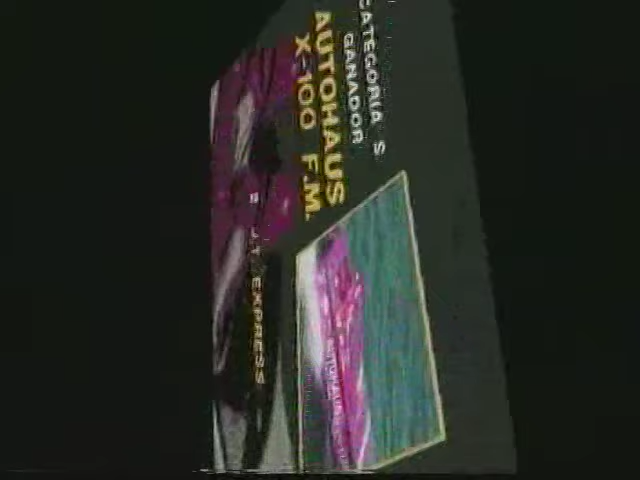 CATEGORIA S
GANADOR
AUTOHAUS
X-100 F.M.
J.T. EXPRESS